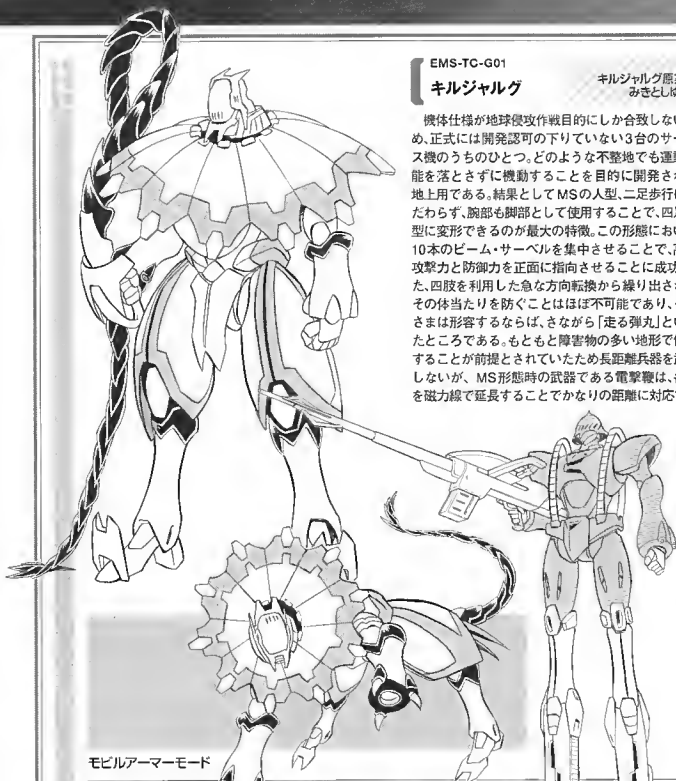 EMS-TC-G01
キルジャルグ
キルジャルグ原
みきとしは
機体仕様が地球侵攻作戦目的にしか合致しない
め、正式には開発認可の下りていない3台のサー
ス機のうちのひとつ。どのような不整地でも運動
能を落とさずに機動することを目的に開発され
地上用である。結果としてMSの人型、二足歩行に
だわらず、腕部も脚部として使用することで、四足
型に変形できるのが最大の特徴。この形態におい
10本のビーム・サーベルを集中させることで、高
攻撃力と防御力を正面に指向させることに成功
た、四肢を利用した急な方向転換から繰り出され
その体当たりを防ぐことはほぼ不可能であり、
さまは形容するならば、さながら「走る弾丸」とい
たところである。もともと障害物の多い地形で
することが前提とされていたため長距離兵器を
しないが、MS形態時の武器である電撃鞭は、
を磁力線で延長することでかなりの距離に対応
モビルアーマーモード